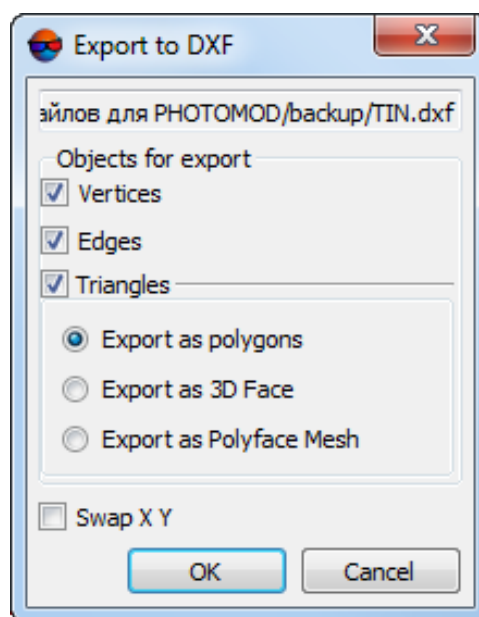 Export to DXF
айлов для PHOTOMOD/backup/TIN.dxf
Objects for export
Vertices
Edges
Triangles
Export as polygons
Export as 3D Face
Export as Polyface Mesh
Swap X Y
OK Cancel